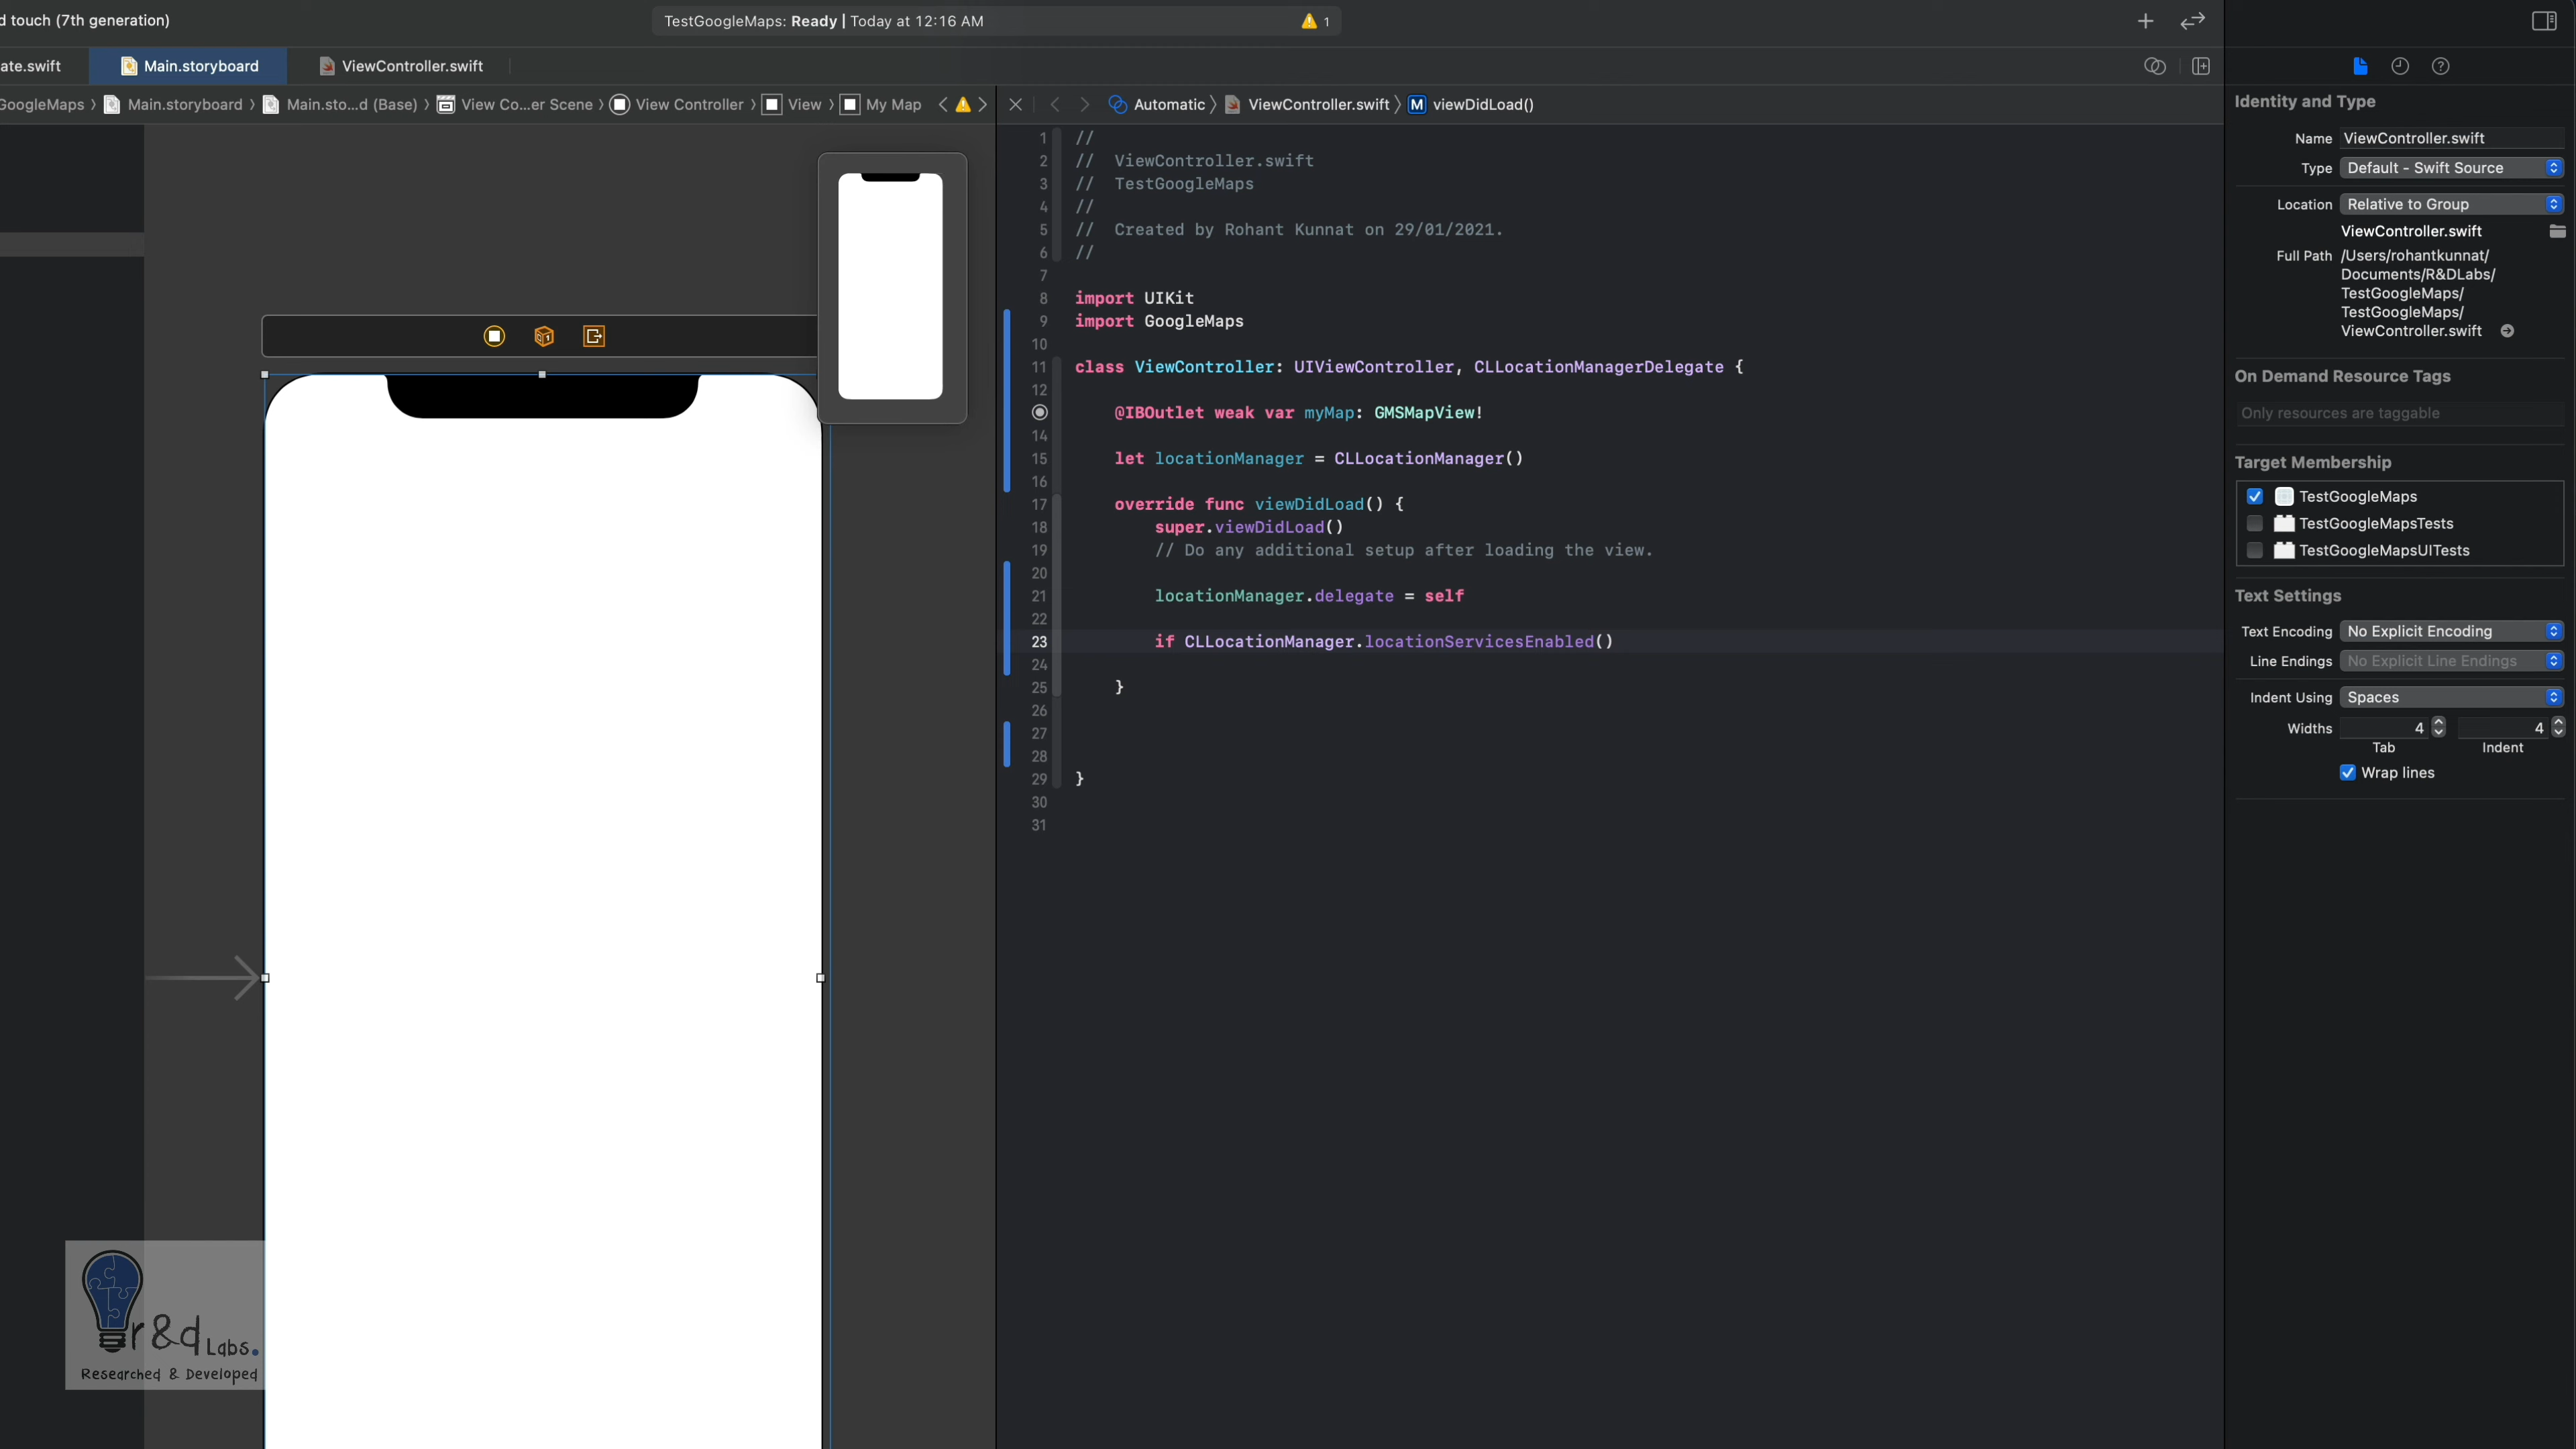 d touch (7th generation)
TestGoogleMaps: Ready | Today at 12:16 AM
1
ate.swift
Main.storyboard
ViewController.swift
GoogleMaps
Main.storyboard
Main.sto...d (Base)
View Co...er Scene
View Controller
View
My Map
Automatic
ViewController.swift
M viewDidLoad()
1 //
2 // ViewController.swift
3 // TestGoogleMaps
4 //
5 // Created by Rohant Kunnat on 29/01/2021.
6 //
7
8 import UIKit
9 import GoogleMaps
10
11 class ViewController: UIViewController, CLLocationManagerDelegate {
12
@IBOutlet weak var myMap: GMSMapView!
14
15 let locationManager = CLLocationManager()
16
17 override func viewDidLoad() {
18 super.viewDidLoad()
19 // Do any additional setup after loading the view.
20
21 locationManager.delegate = self
22
23 if CLLocationManager.locationServicesEnabled()
24
25 }
26
27
28
29 }
30
31
Identity and Type
Name ViewController.swift
Type Default - Swift Source
Location Relative to Group
ViewController.swift
Full Path /Users/rohantkunnat/
Documents/R&DLabs/
TestGoogleMaps/
TestGoogleMaps/
ViewController.swift
On Demand Resource Tags
Only resources are taggable
Target Membership
TestGoogleMaps
TestGoogleMapsTests
TestGoogleMapsUITests
Text Settings
Text Encoding No Explicit Encoding
Line Endings No Explicit Line Endings
Indent Using Spaces
Widths 4 4
Tab Indent
Wrap lines
r&d Labs.
Researched & Developed